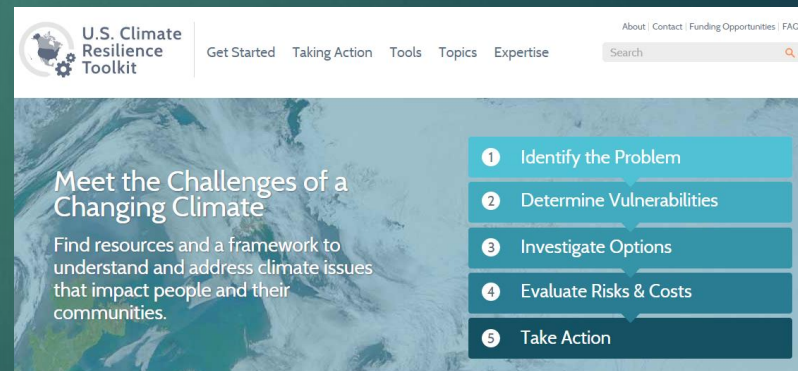 About | Contact | Funding Opportunities | FAQ
U.S. Climate
Resilience
Toolkit
Get Started Taking Action Tools Topics Expertise
Search
Meet the Challenges of a
Changing Climate
Find resources and a framework to
understand and address climate issues
that impact people and their
communities.
1 Identify the Problem
2 Determine Vulnerabilities
3 Investigate Options
4 Evaluate Risks & Costs
5 Take Action